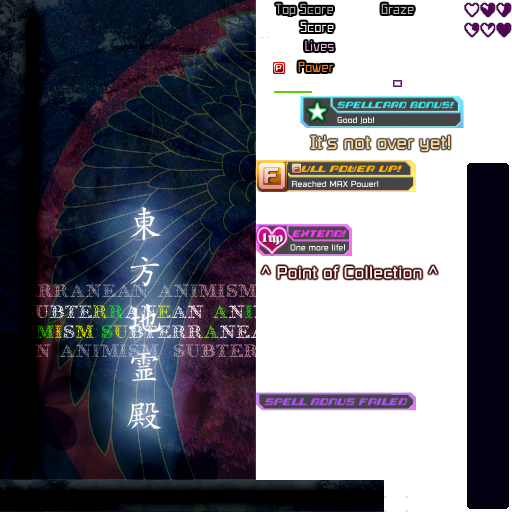 東方地霊殿
RRANEAN ANIMISM
UBTERRANEAN ANI
MISM SUBTERRANEA
N ANIMISM SUBTERR
Top Score
Graze
Score
Lives
P Power
SPELLCARD BONUS!
Good job!
It's not over yet!
F
FULL POWER UP!
Reached MAX Power!
1up
EXTEND!
One more life!
^ Point of Collection ^
SPELL BONUS FAILED